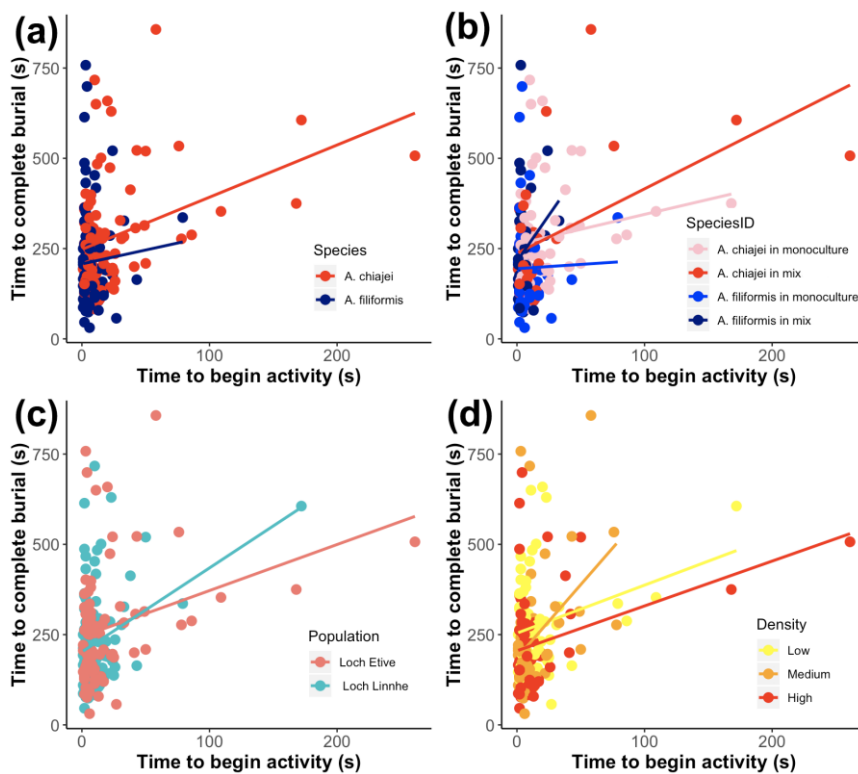 (a)
Time to complete burial (s)
750
500
250
0
0
100
200
Time to begin activity (s)
Species
A. chiajei
A. filiformis
(b)
Time to complete burial (s)
750
500
250
0
0
100
200
Time to begin activity (s)
SpeciesID
A. chiajei in monoculture
A. chiajei in mix
A. filiformis in monoculture
A. filiformis in mix
(c)
Time to complete burial (s)
750
500
250
0
0
100
200
Time to begin activity (s)
Population
Loch Etive
Loch Linnhe
(d)
Time to complete burial (s)
750
500
250
0
0
100
200
Time to begin activity (s)
Density
Low
Medium
High